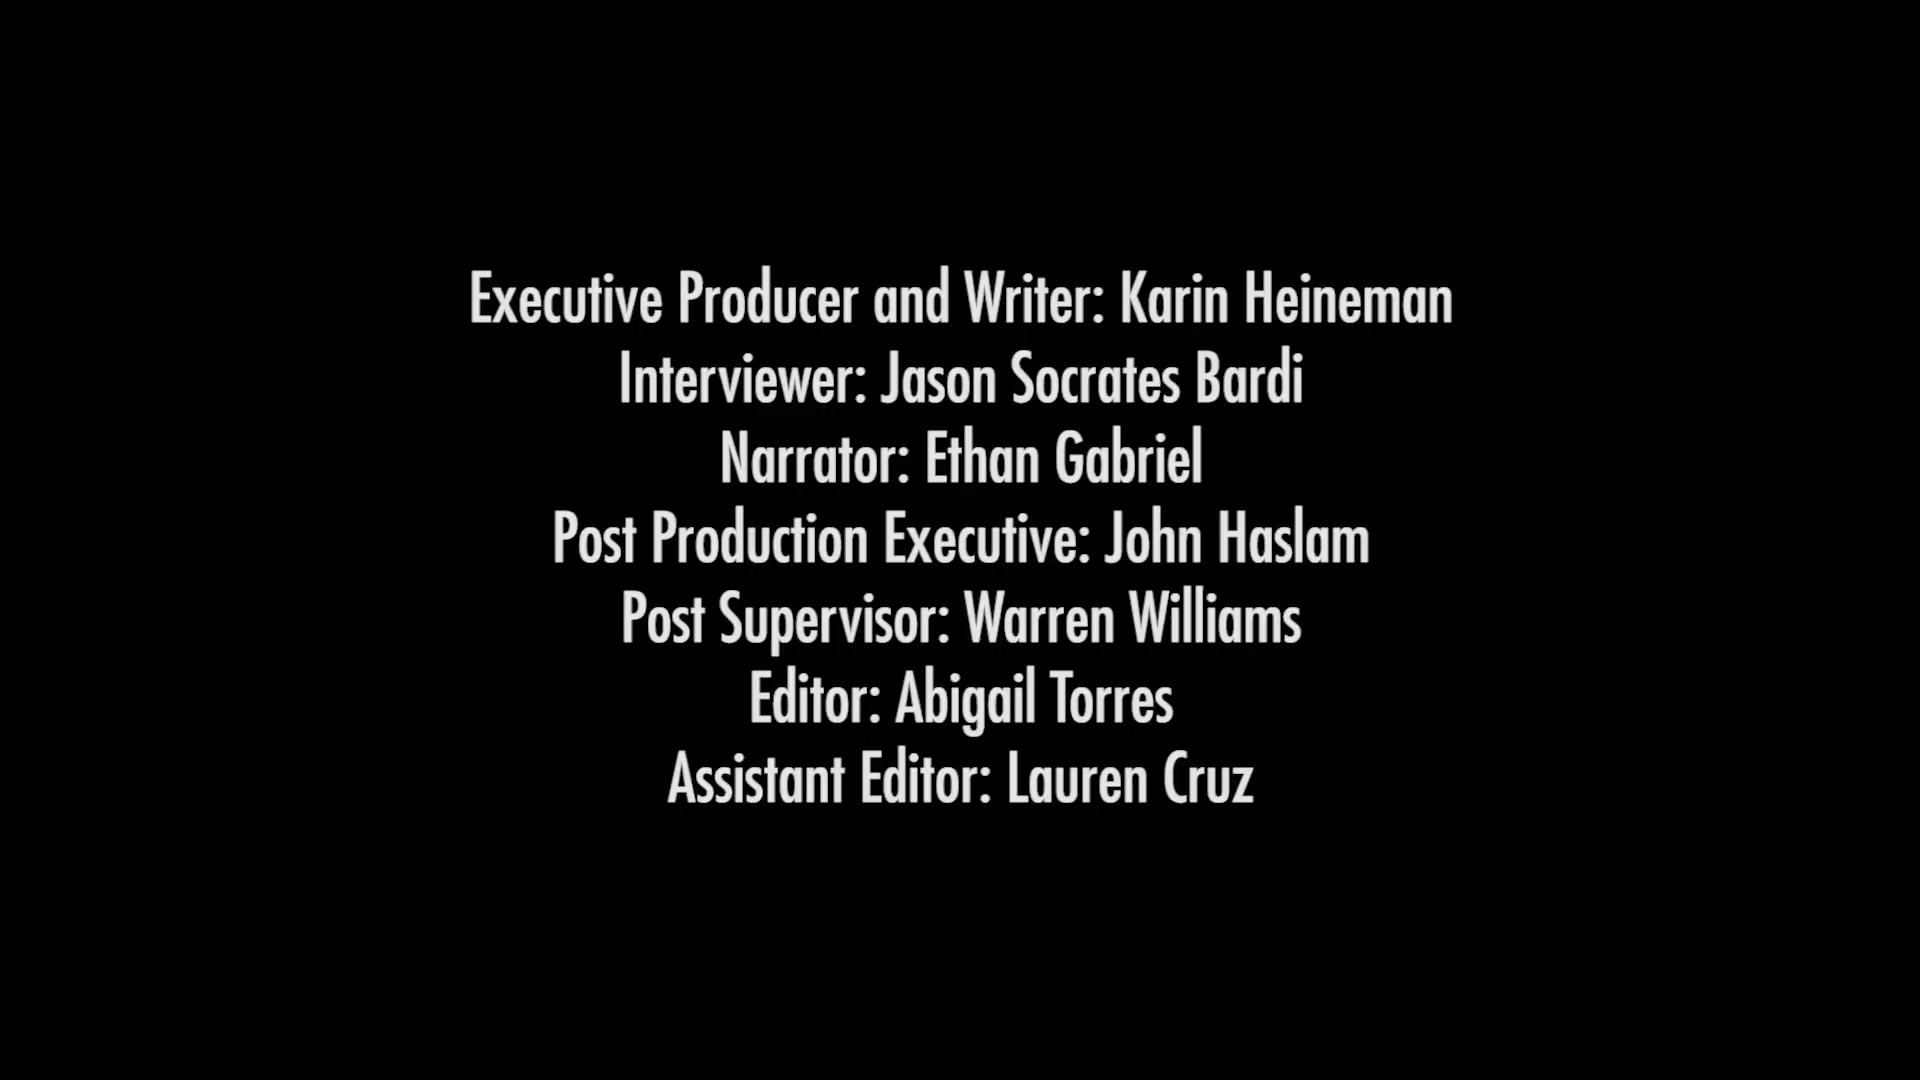 Executive Producer and Writer: Karin Heineman
Interviewer: Jason Socrates Bardi
Narrator: Ethan Gabriel
Post Production Executive: John Haslam
Post Supervisor: Warren Williams
Editor: Abigail Torres
Assistant Editor: Lauren Cruz